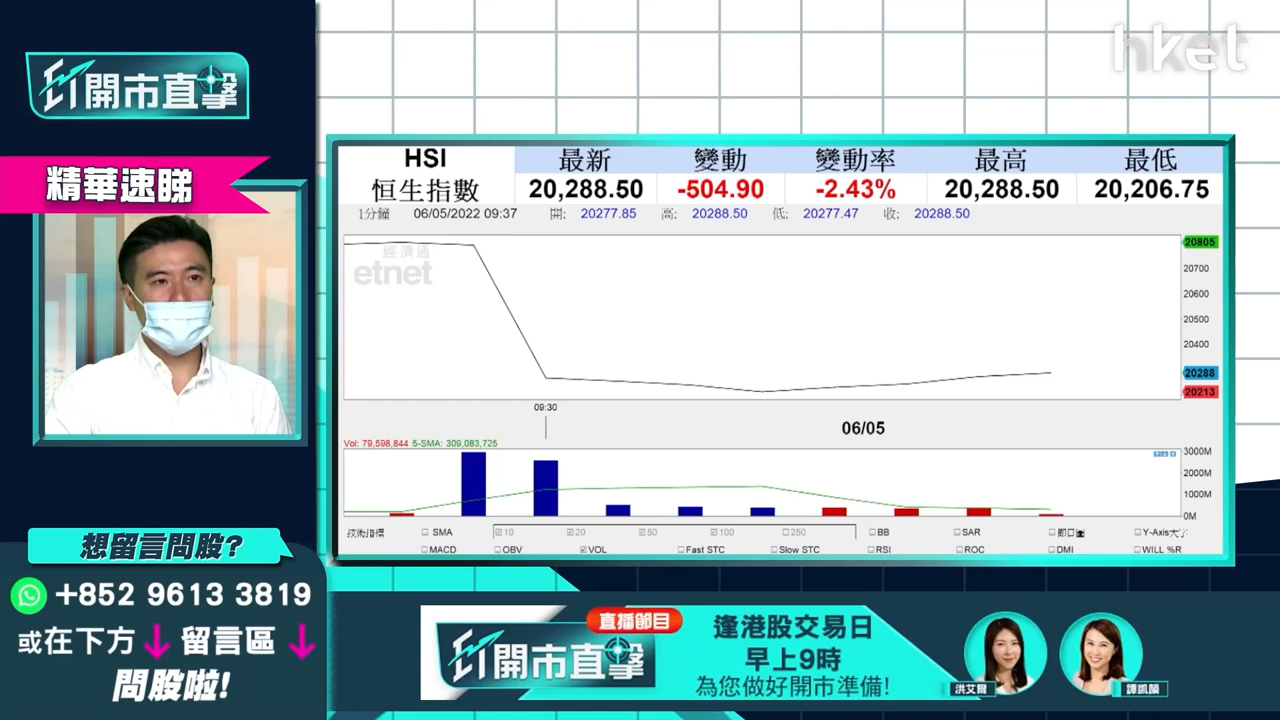 hket
ET開市直擊
精華速睇
HSI 最新 變動 變動率 最高 最低
恒生指數 20,288.50 -504.90 -2.43% 20,288.50 20,206.75
1分鐘 06/05/2022 09:37 開: 20277.85 高: 20288.50 低: 20277.47 收: 20288.50
經濟通
etnet
20805
20700
20600
20500
20400
20288
20213
09:30
06/05
Vol: 79,598,844 5-SMA: 309,083,725
3000M
2000M
1000M
0M
技術指標 SMA 10 20 50 100 250 BB SAR Y-Axis
MACD OBV VOL Fast STC Slow STC RSI ROC DMI WILL %R
想留言問股?
+852 9613 3819
或在下方 留言區
問股啦!
直播節目
ET開市直擊
逢港股交易日
早上9時
為您做好開市準備!
洪艾爾
譚凱頤